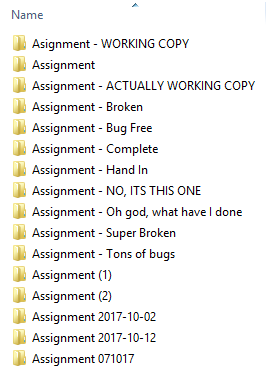 Name
Asignment - WORKING COPY
Assignment
Assignment - ACTUALLY WORKING COPY
Assignment - Broken
Assignment - Bug Free
Assignment - Complete
Assignment - Hand In
Assignment - NO, ITS THIS ONE
Assignment - Oh god, what have I done
Assignment - Super Broken
Assignment - Tons of bugs
Assignment (1)
Assignment (2)
Assignment 2017-10-02
Assignment 2017-10-12
Assignment 071017